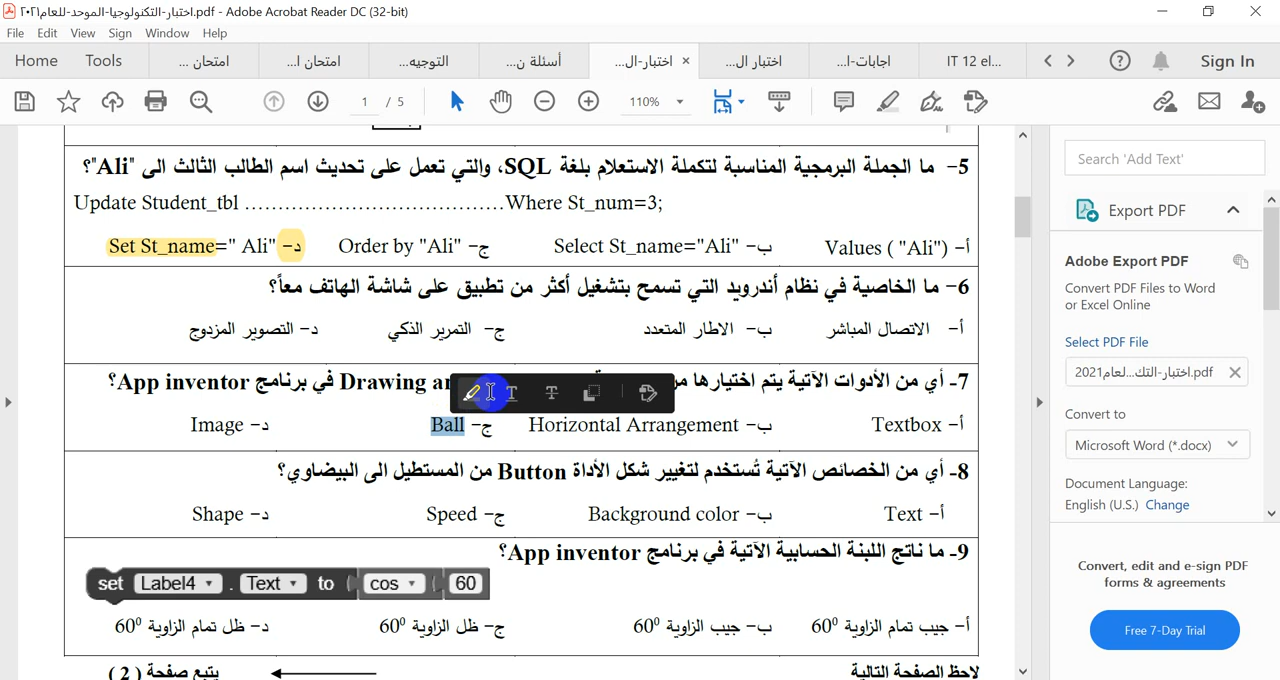 اختبار-التكنولوجيا-الموحد-للعام٢٠٢١.pdf - Adobe Acrobat Reader DC (32-bit)
File Edit View Sign Window Help
Home Tools امتحان ... امتحان ا... التوجيه... أسئلة ن... اختبار-ال... اختبار ال... اجابات-ا... IT 12 el... Sign In
1 / 5 110%
5- ما الجملة البرمجية المناسبة لتكملة الاستعلام بلغة SQL، والتي تعمل على تحديث اسم الطالب الثالث الى "Ali"؟
Update Student_tbl ......................................Where St_num=3;
أ- Values ( "Ali") ب- Select St_name="Ali" ج- Order by "Ali" د- Set St_name=" Ali"
6- ما الخاصية في نظام أندرويد التي تسمح بتشغيل أكثر من تطبيق على شاشة الهاتف معاً؟
أ- الاتصال المباشر ب- الاطار المتعدد ج- التمرير الذكي د- التصوير المزدوج
7- أي من الأدوات الآتية يتم اختيارها من Drawing an في برنامج App inventor؟
أ- Textbox ب- Horizontal Arrangement ج- Ball د- Image
8- أي من الخصائص الآتية تُستخدم لتغيير شكل الأداة Button من المستطيل الى البيضاوي؟
أ- Text ب- Background color ج- Speed د- Shape
9- ما ناتج اللبنة الحسابية الآتية في برنامج App inventor؟
set Label4 . Text to cos 60
أ- جيب تمام الزاوية 60⁰ ب- جيب الزاوية 60⁰ ج- ظل الزاوية 60⁰ د- ظل تمام الزاوية 60⁰
لاحظ الصفحة التالية يتبع صفحة ( 2 )
Search 'Add Text'
Export PDF
Adobe Export PDF
Convert PDF Files to Word
or Excel Online
Select PDF File
اختبار-التك...لعام2021.pdf
Convert to
Microsoft Word (*.docx)
Document Language:
English (U.S.) Change
Convert, edit and e-sign PDF
forms & agreements
Free 7-Day Trial